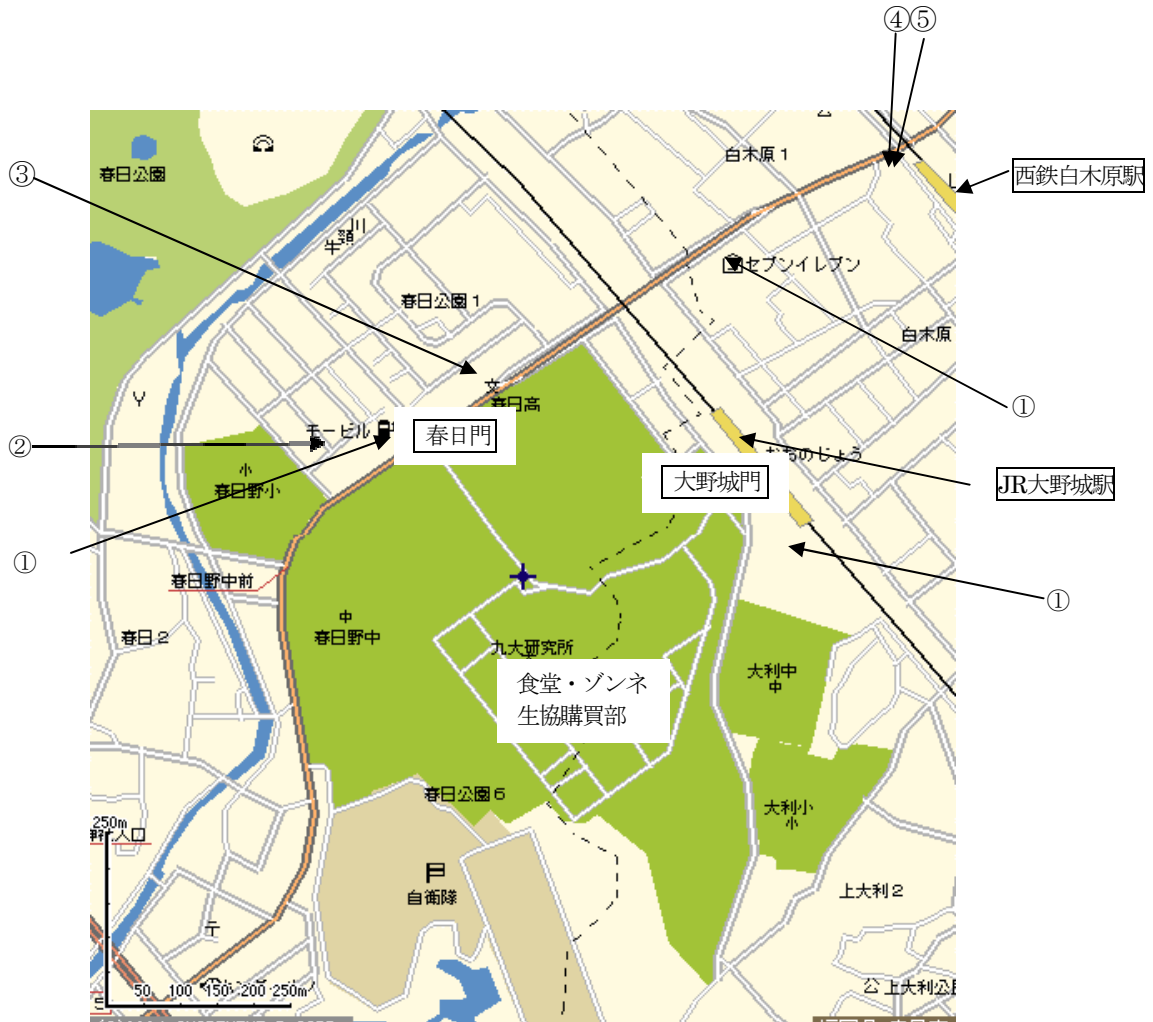 ④⑤
白木原1
西鉄白木原駅
春日公園
③
牛頸川
セブンイレブン
春日公園1
白木原
文
春日高
①
モービル
春日門
②
おおのじょう
小
春日野小
大野城門
JR大野城駅
①
春日野中前
①
中
春日野中
春日2
九大研究所
大利中
中
食堂・ゾンネ
生協購買部
春日公園6
大利小
小
250m
入口
自衛隊
上大利2
50 100 150 200 250m
公 上大利公